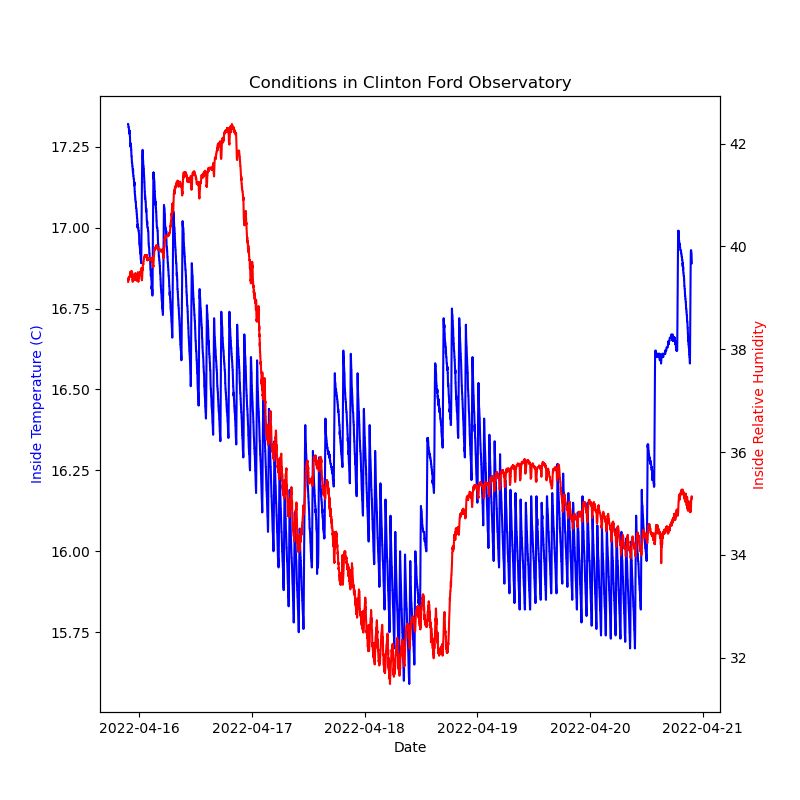 Conditions in Clinton Ford Observatory
17.25
17.00
16.75
16.50
16.25
16.00
15.75
Inside Temperature (C)
42
40
38
36
34
32
Inside Relative Humidity
2022-04-16 2022-04-17 2022-04-18 2022-04-19 2022-04-20 2022-04-21
Date